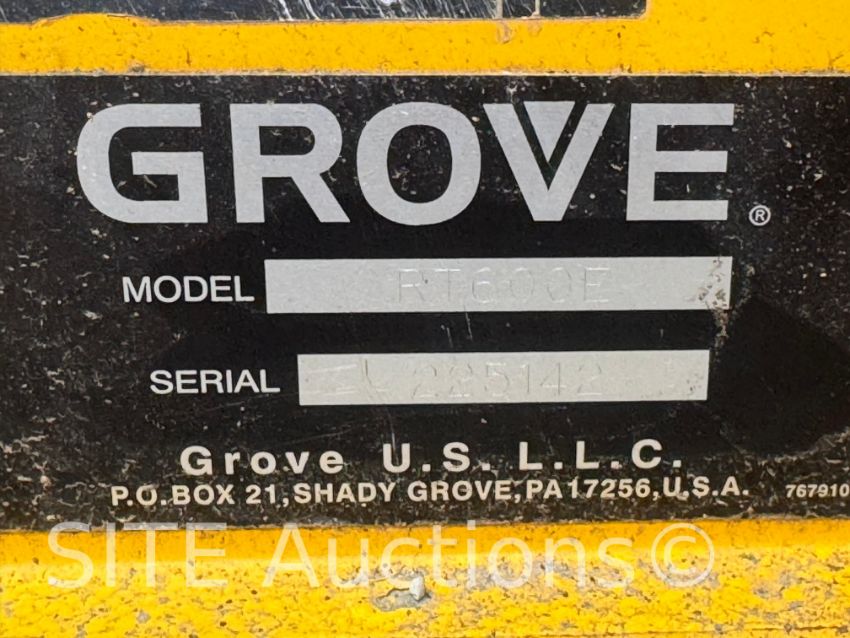 GROVE®
MODEL RT600E
SERIAL 225142
Grove U.S. L.L.C.
P.O. BOX 21, SHADY GROVE, PA 17256, U.S.A. 767910
SITE Auctions©